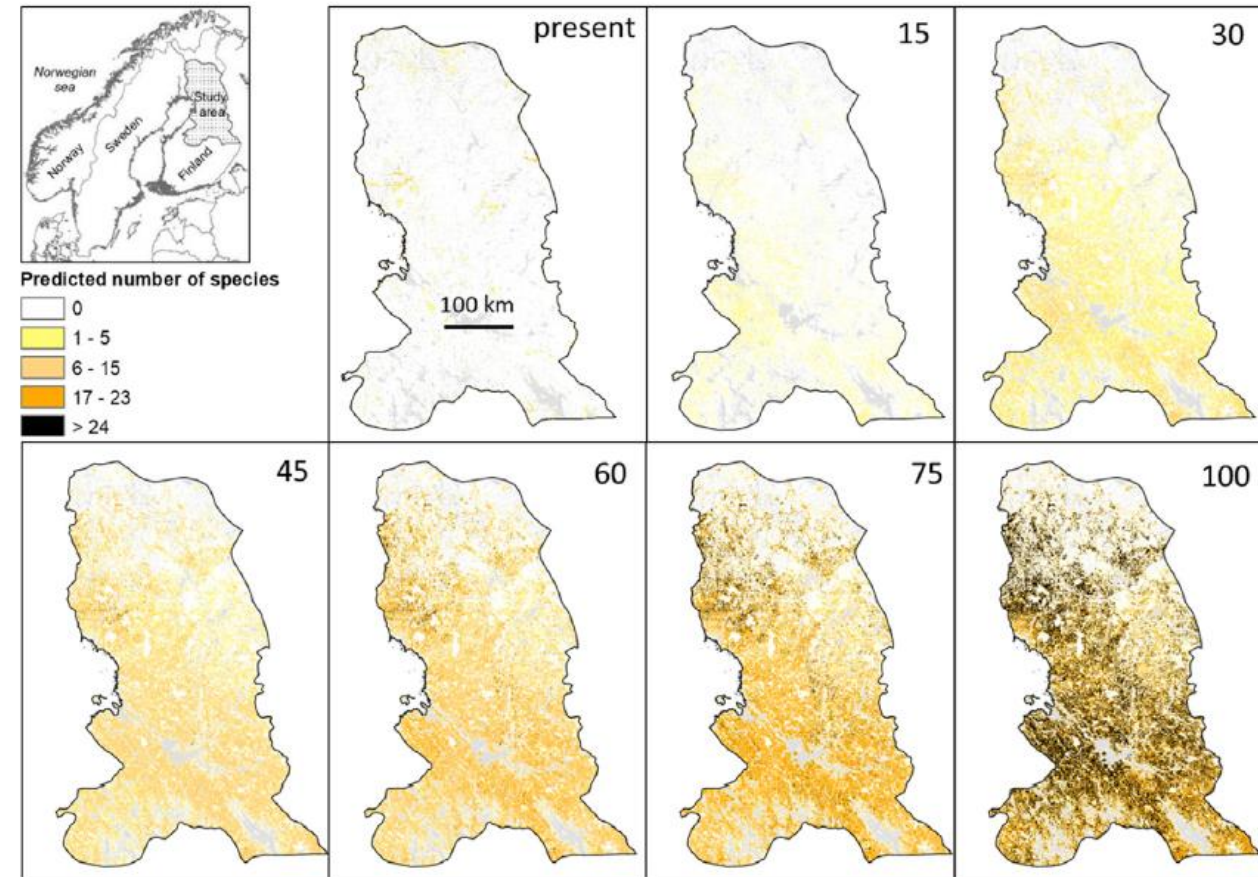 Norwegian
sea
Study
area
Sweden
Norway
Finland
Predicted number of species
0
1 - 5
6 - 15
17 - 23
> 24
present
100 km
15
30
45
60
75
100